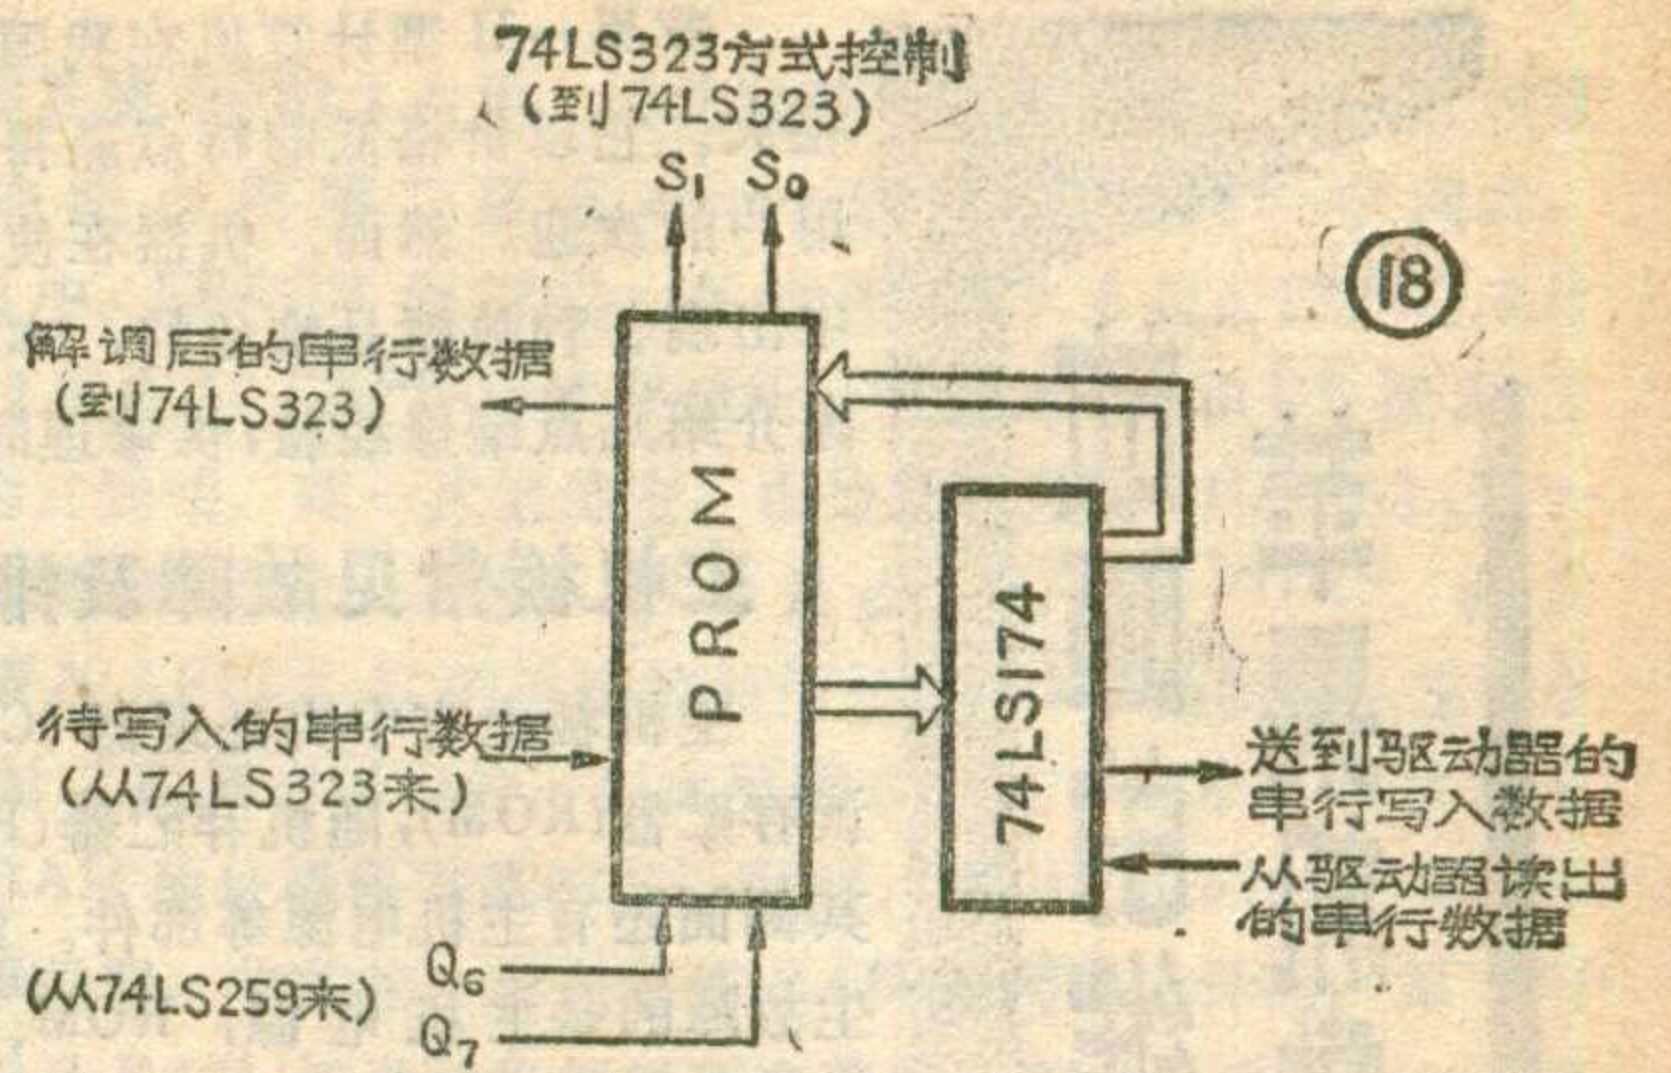 74LS323方式控制
(到74LS323)
S₁ S₀
⑱
解调后的串行数据
(到74LS323)
PROM
74LS174
待写入的串行数据
(从74LS323来)
送到驱动器的
串行写入数据
从驱动器读出
的串行数据
(从74LS259来)
Q₆
Q₇